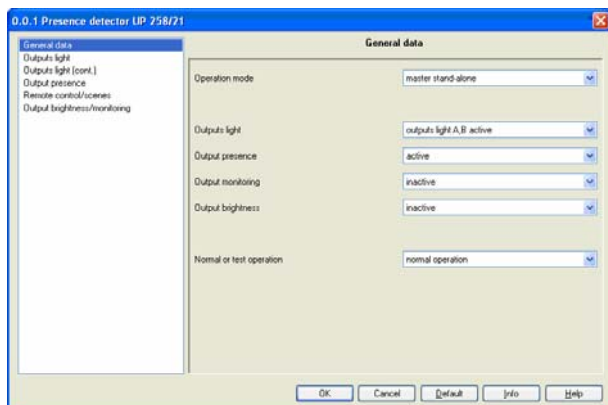 0.0.1 Presence detector UP 258/21
General data
Outputs light
Outputs light (cont.)
Output presence
Remote control/scenes
Output brightness/monitoring
General data
Operation mode
master stand-alone
Outputs light
outputs light A,B active
Output presence
active
Output monitoring
inactive
Output brightness
inactive
Normal or test operation
normal operation
OK
Cancel
Default
Info
Help